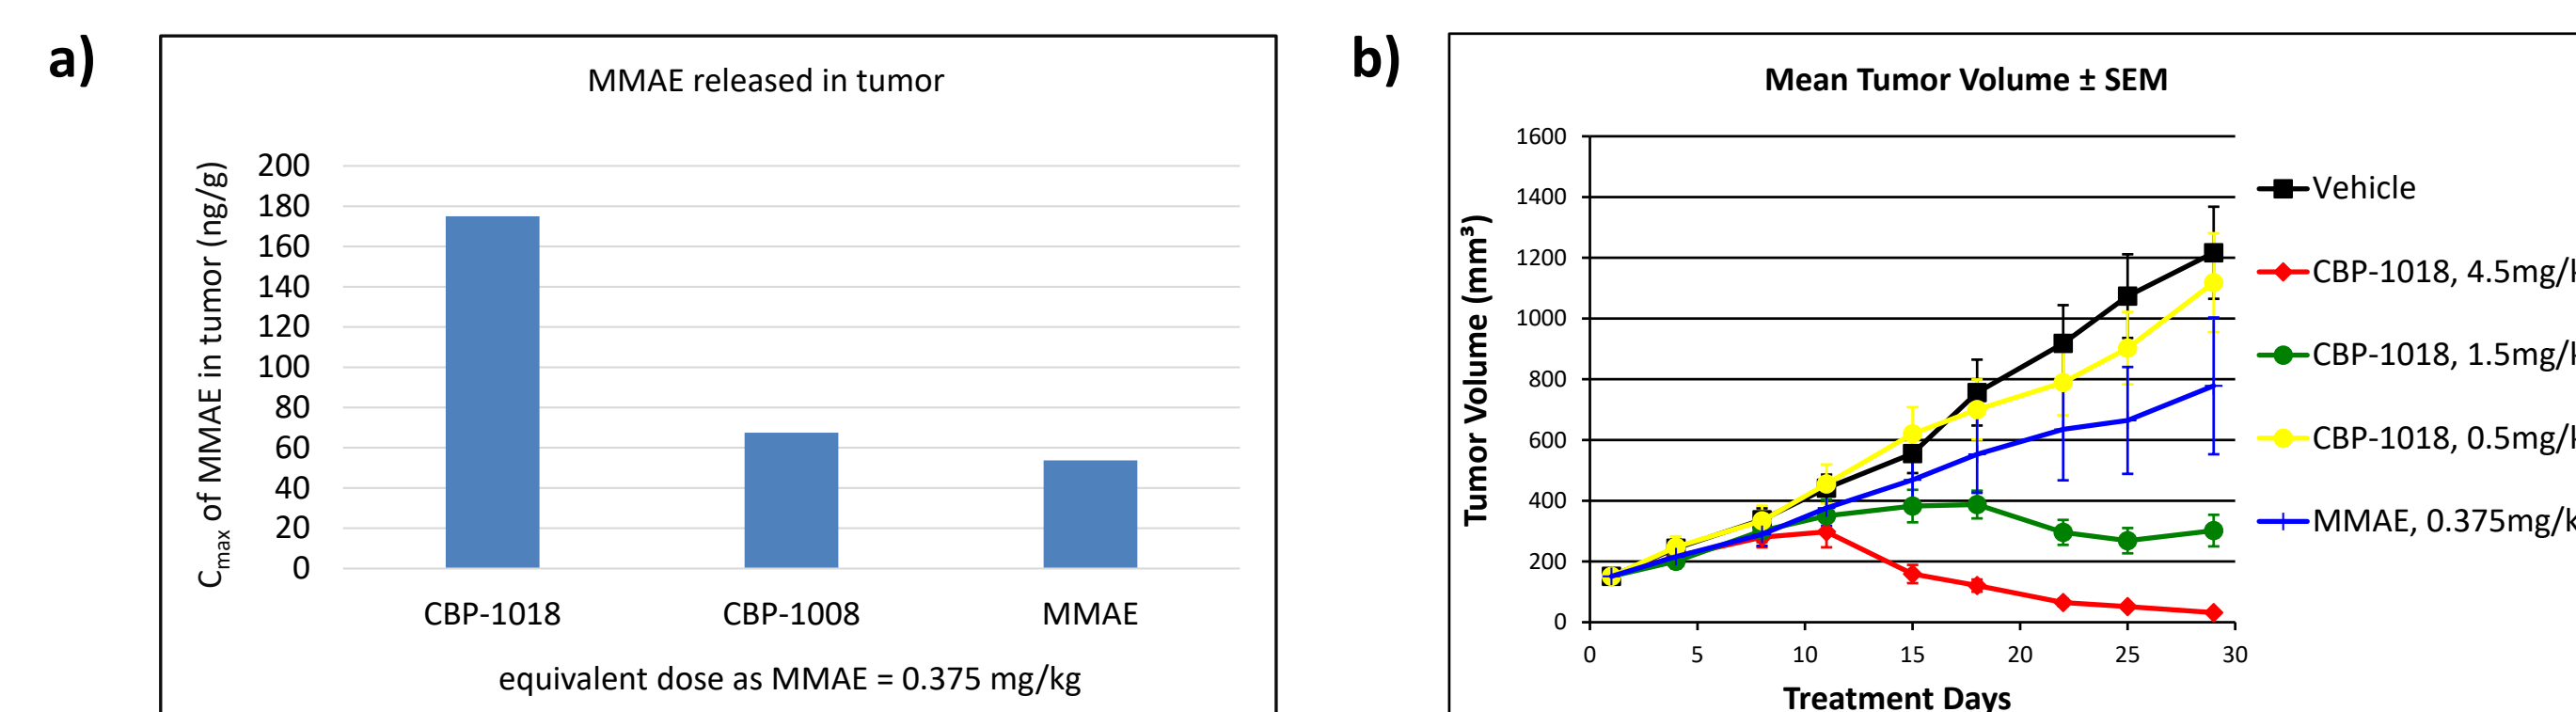 a)
MMAE released in tumor
Cmax of MMAE in tumor (ng/g)
200
180
160
140
120
100
80
60
40
20
0
CBP-1018 CBP-1008 MMAE
equivalent dose as MMAE = 0.375 mg/kg
b)
Mean Tumor Volume ± SEM
Tumor Volume (mm³)
1600
1400
1200
1000
800
600
400
200
0
0 5 10 15 20 25 30
Treatment Days
Vehicle
CBP-1018, 4.5mg/
CBP-1018, 1.5mg/
CBP-1018, 0.5mg/
MMAE, 0.375mg/